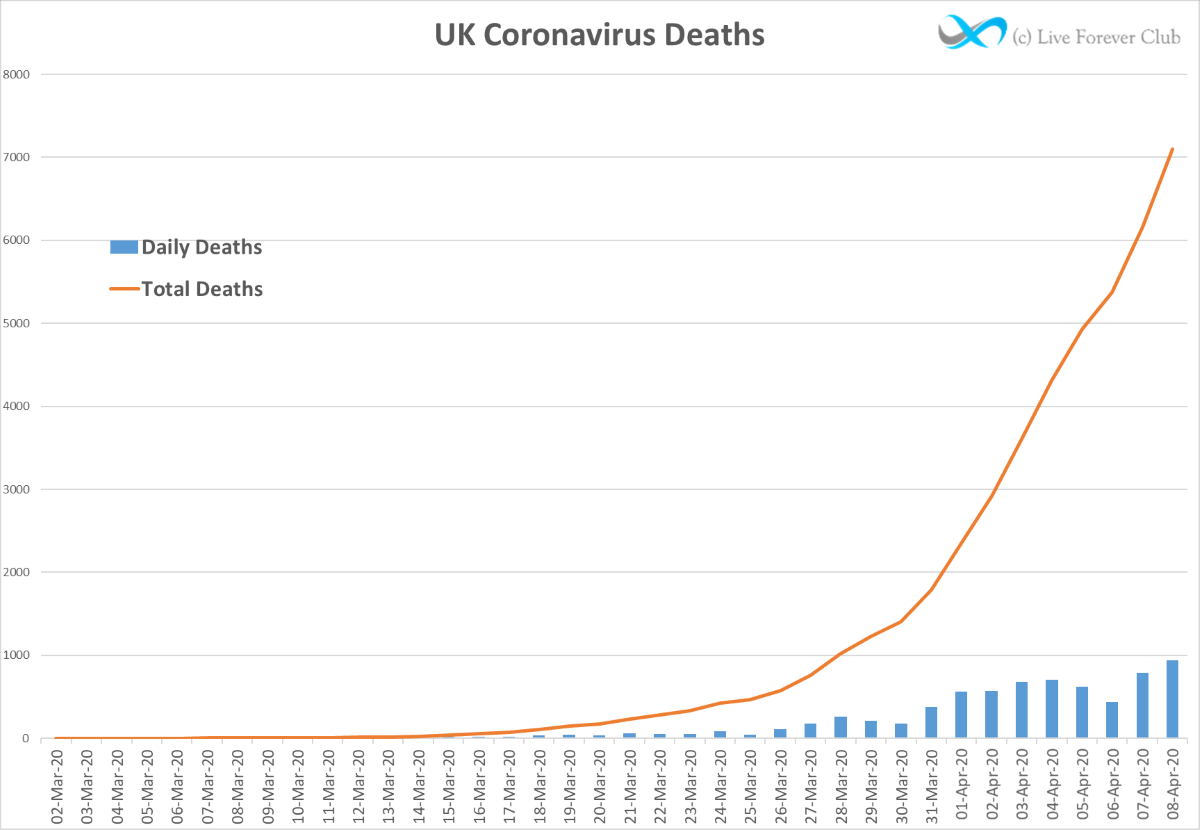 UK Coronavirus Deaths
(c) Live Forever Club
8000
7000
6000
5000
4000
3000
2000
1000
0
Daily Deaths
Total Deaths
02-Mar-20
03-Mar-20
04-Mar-20
05-Mar-20
06-Mar-20
07-Mar-20
08-Mar-20
09-Mar-20
10-Mar-20
11-Mar-20
12-Mar-20
13-Mar-20
14-Mar-20
15-Mar-20
16-Mar-20
17-Mar-20
18-Mar-20
19-Mar-20
20-Mar-20
21-Mar-20
22-Mar-20
23-Mar-20
24-Mar-20
25-Mar-20
26-Mar-20
27-Mar-20
28-Mar-20
29-Mar-20
30-Mar-20
31-Mar-20
01-Apr-20
02-Apr-20
03-Apr-20
04-Apr-20
05-Apr-20
06-Apr-20
07-Apr-20
08-Apr-20